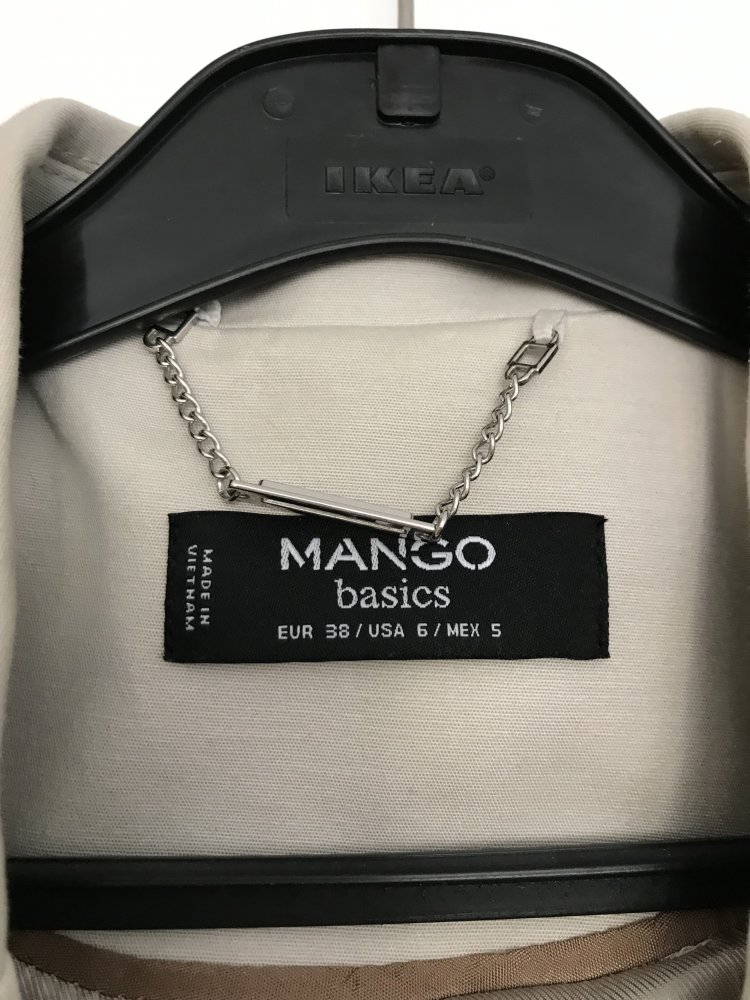 IKEA®
MANGO
basics
EUR 38 / USA 6 / MEX 5
MADE IN
VIETNAM